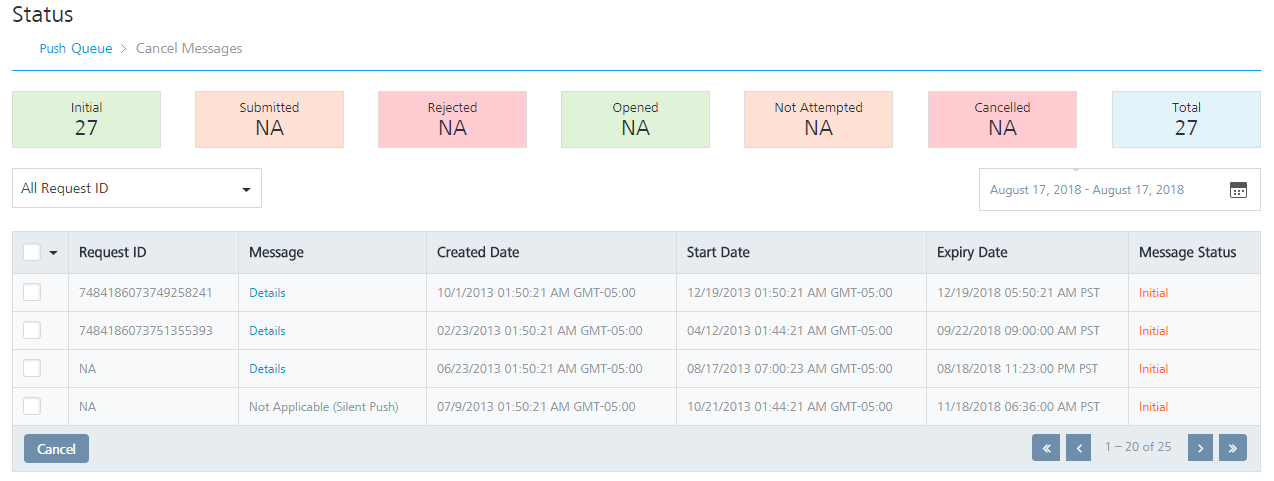 Status
Push Queue > Cancel Messages
Initial Submitted Rejected Opened Not Attempted Cancelled Total
27 NA NA NA NA NA 27
All Request ID August 17, 2018 - August 17, 2018
Request ID Message Created Date Start Date Expiry Date Message Status
7484186073749258241 Details 10/1/2013 01:50:21 AM GMT-05:00 12/19/2013 01:50:21 AM GMT-05:00 12/19/2018 05:50:21 AM PST Initial
7484186073751355393 Details 02/23/2013 01:50:21 AM GMT-05:00 04/12/2013 01:44:21 AM GMT-05:00 09/22/2018 09:00:00 AM PST Initial
NA Details 06/23/2013 01:50:21 AM GMT-05:00 08/17/2013 07:00:23 AM GMT-05:00 08/18/2018 11:23:00 PM PST Initial
NA Not Applicable (Silent Push) 07/9/2013 01:50:21 AM GMT-05:00 10/21/2013 01:44:21 AM GMT-05:00 11/18/2018 06:36:00 AM PST Initial
Cancel « ‹ 1 – 20 of 25 › »